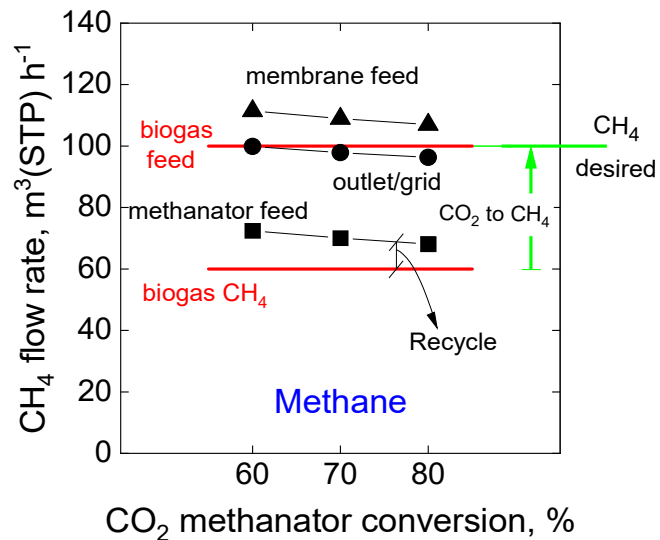 140
120
100
80
60
40
20
0
CH₄ flow rate, m³(STP) h⁻¹
membrane feed
biogas
feed
CH₄
desired
outlet/grid
methanator feed
CO₂ to CH₄
biogas CH₄
Recycle
Methane
60 70 80
CO₂ methanator conversion, %